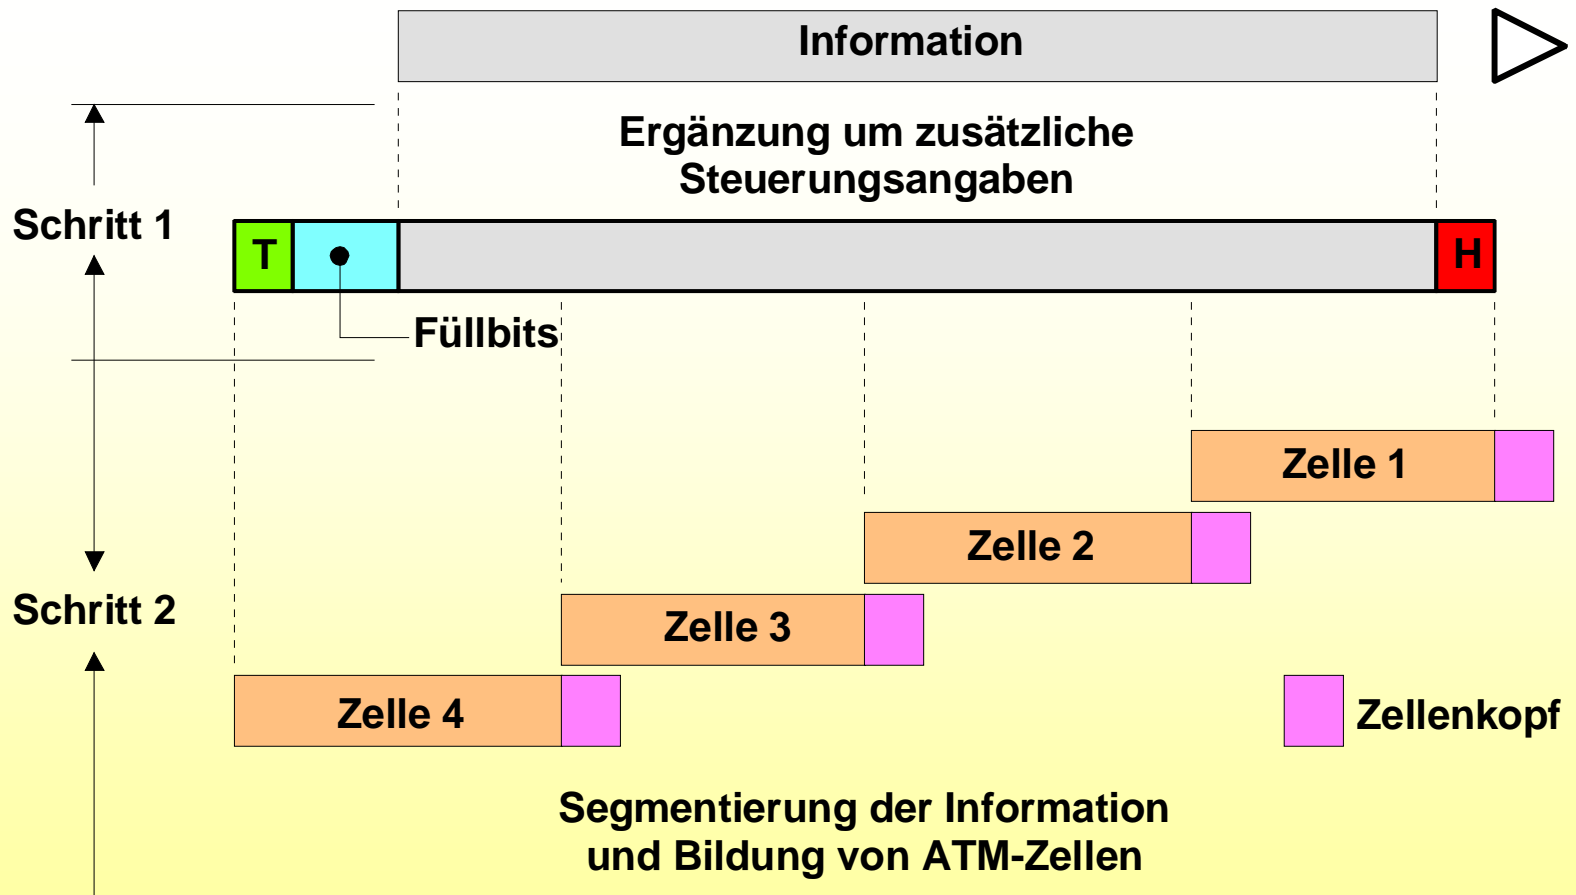 Information
Ergänzung um zusätzliche
Steuerungsangaben
Schritt 1
T
H
Füllbits
Zelle 1
Zelle 2
Schritt 2
Zelle 3
Zelle 4
Zellenkopf
Segmentierung der Information
und Bildung von ATM-Zellen